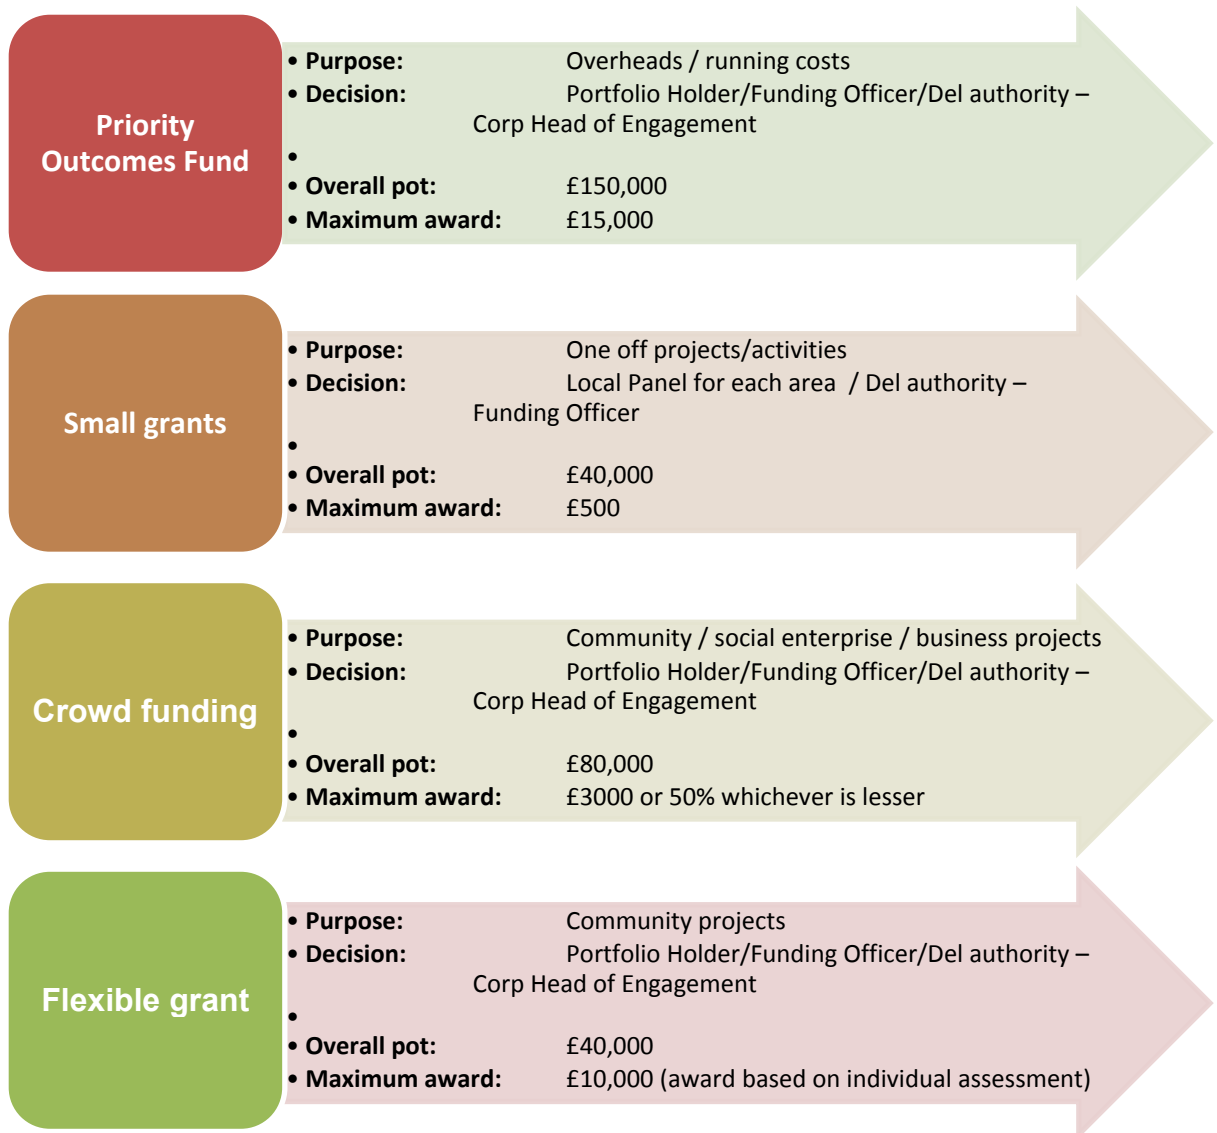 Priority
Outcomes Fund
• Purpose: Overheads / running costs
• Decision: Portfolio Holder/Funding Officer/Del authority –
Corp Head of Engagement
•
• Overall pot: £150,000
• Maximum award: £15,000
Small grants
• Purpose: One off projects/activities
• Decision: Local Panel for each area / Del authority –
Funding Officer
•
• Overall pot: £40,000
• Maximum award: £500
Crowd funding
• Purpose: Community / social enterprise / business projects
• Decision: Portfolio Holder/Funding Officer/Del authority –
Corp Head of Engagement
•
• Overall pot: £80,000
• Maximum award: £3000 or 50% whichever is lesser
Flexible grant
• Purpose: Community projects
• Decision: Portfolio Holder/Funding Officer/Del authority –
Corp Head of Engagement
•
• Overall pot: £40,000
• Maximum award: £10,000 (award based on individual assessment)